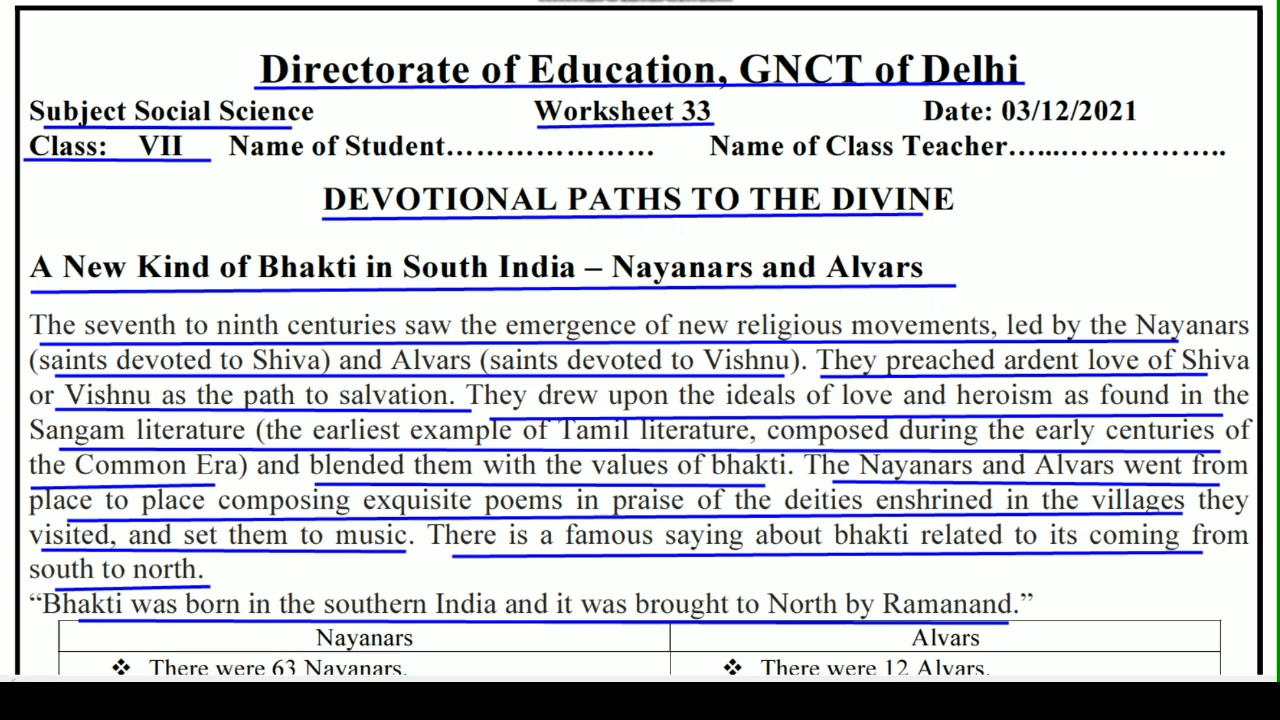 Directorate of Education, GNCT of Delhi
Subject Social Science Worksheet 33 Date: 03/12/2021
Class: VII Name of Student………………… Name of Class Teacher…...……………..
DEVOTIONAL PATHS TO THE DIVINE
A New Kind of Bhakti in South India – Nayanars and Alvars
The seventh to ninth centuries saw the emergence of new religious movements, led by the Nayanars
(saints devoted to Shiva) and Alvars (saints devoted to Vishnu). They preached ardent love of Shiva
or Vishnu as the path to salvation. They drew upon the ideals of love and heroism as found in the
Sangam literature (the earliest example of Tamil literature, composed during the early centuries of
the Common Era) and blended them with the values of bhakti. The Nayanars and Alvars went from
place to place composing exquisite poems in praise of the deities enshrined in the villages they
visited, and set them to music. There is a famous saying about bhakti related to its coming from
south to north.
“Bhakti was born in the southern India and it was brought to North by Ramanand.”
Nayanars Alvars
❖ There were 63 Nayanars. ❖ There were 12 Alvars.